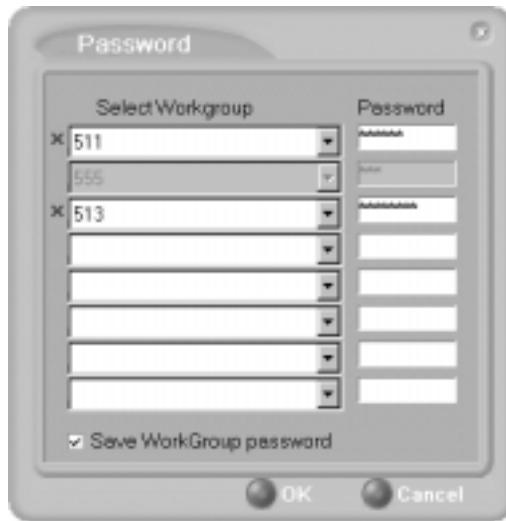 Password
Select Workgroup Password
× 511 ******
555 ***
× 513 ********
Save WorkGroup password
OK Cancel